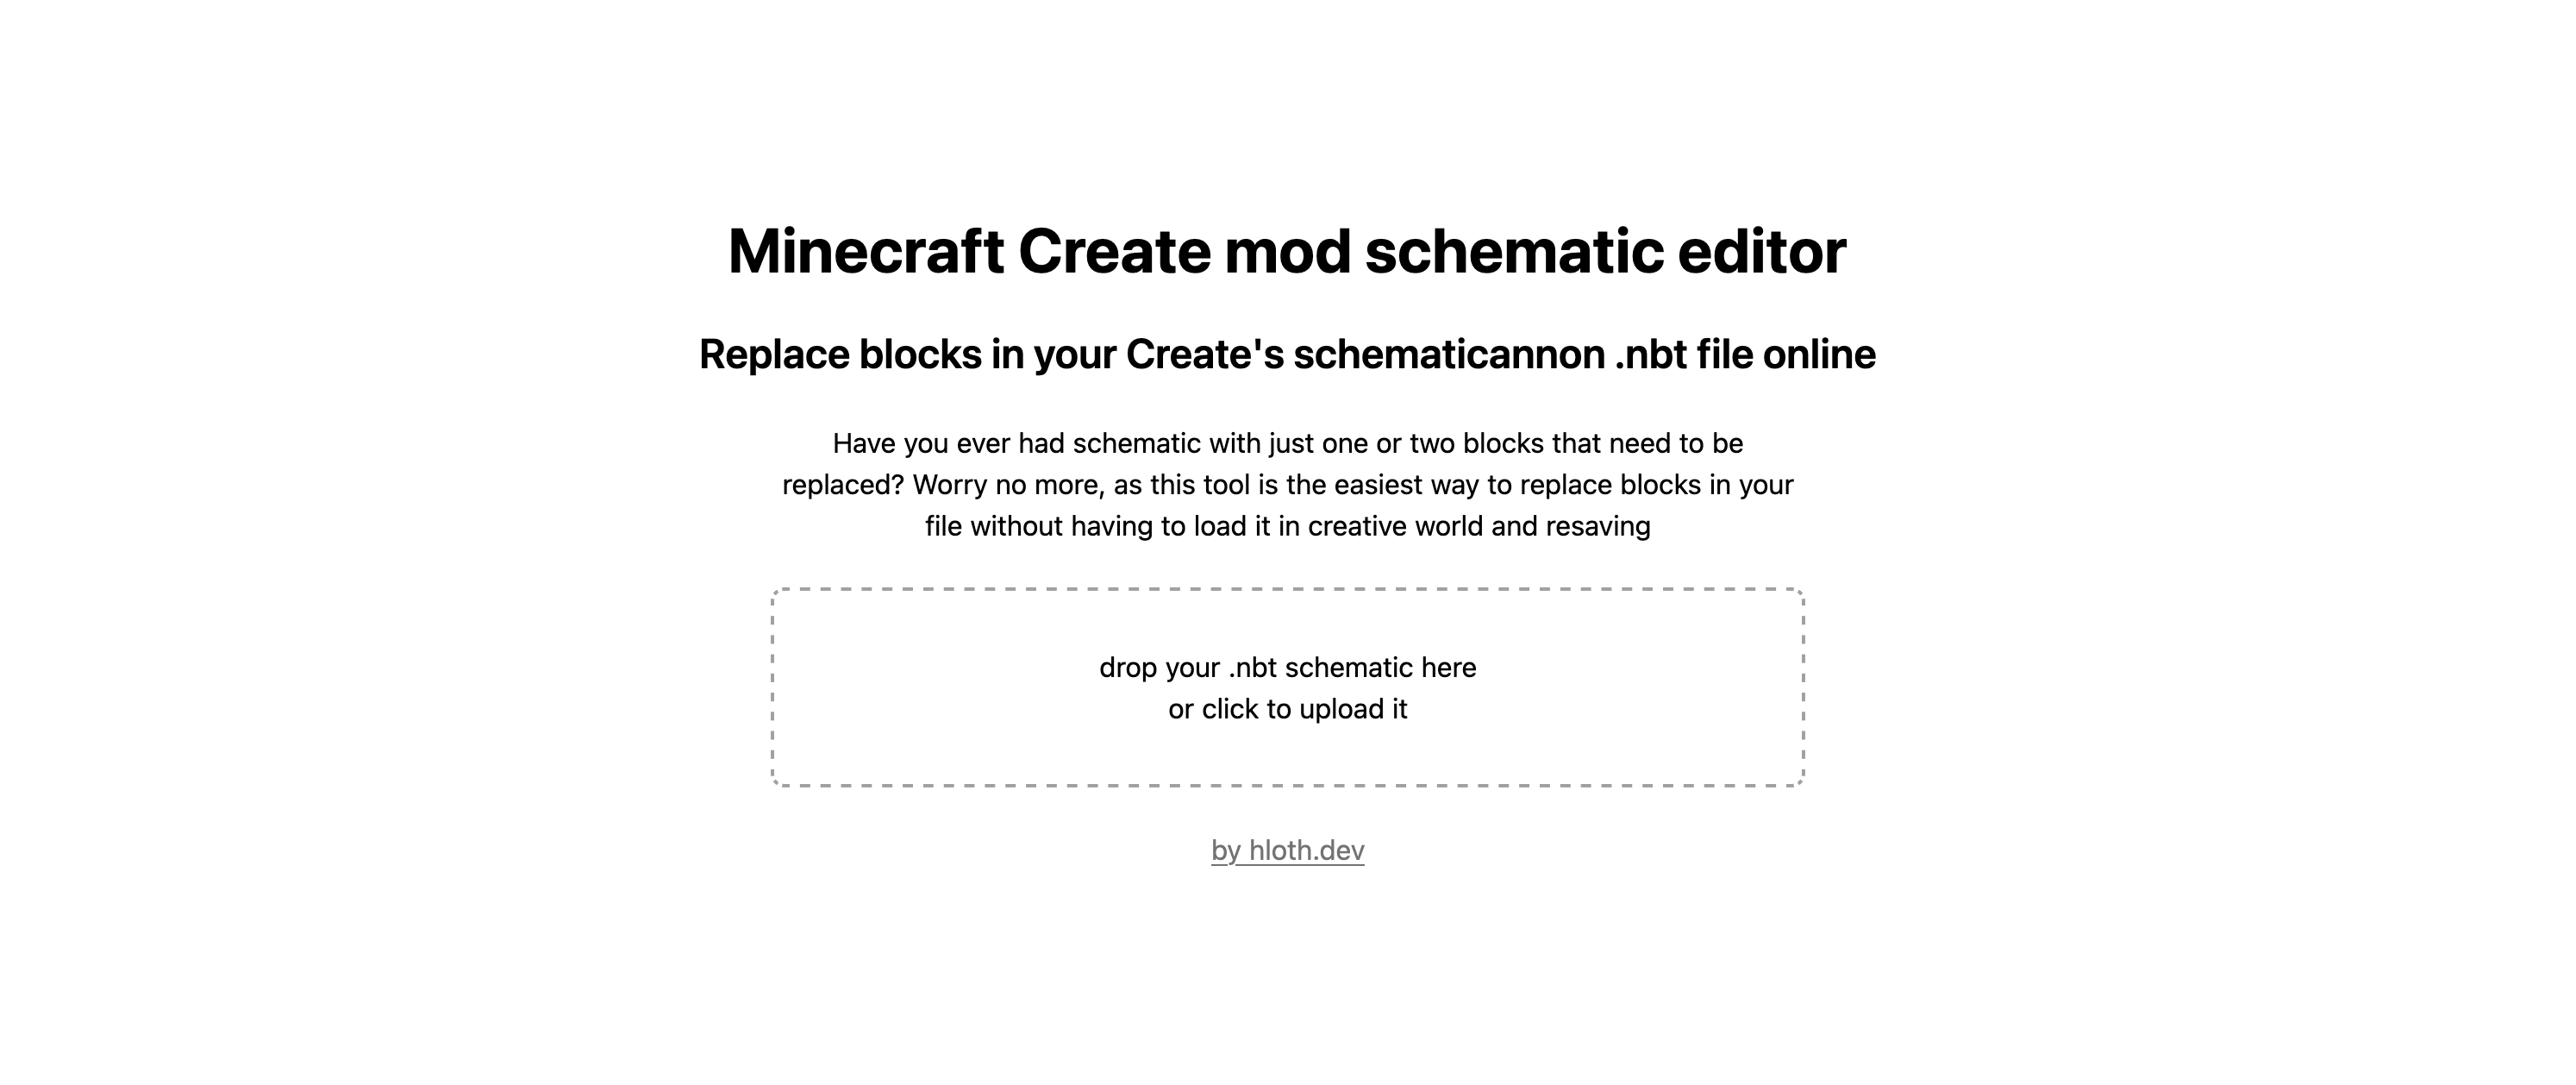 Minecraft Create mod schematic editor
Replace blocks in your Create's schematicannon .nbt file online
Have you ever had schematic with just one or two blocks that need to be
replaced? Worry no more, as this tool is the easiest way to replace blocks in your
file without having to load it in creative world and resaving
drop your .nbt schematic here
or click to upload it
by hloth.dev